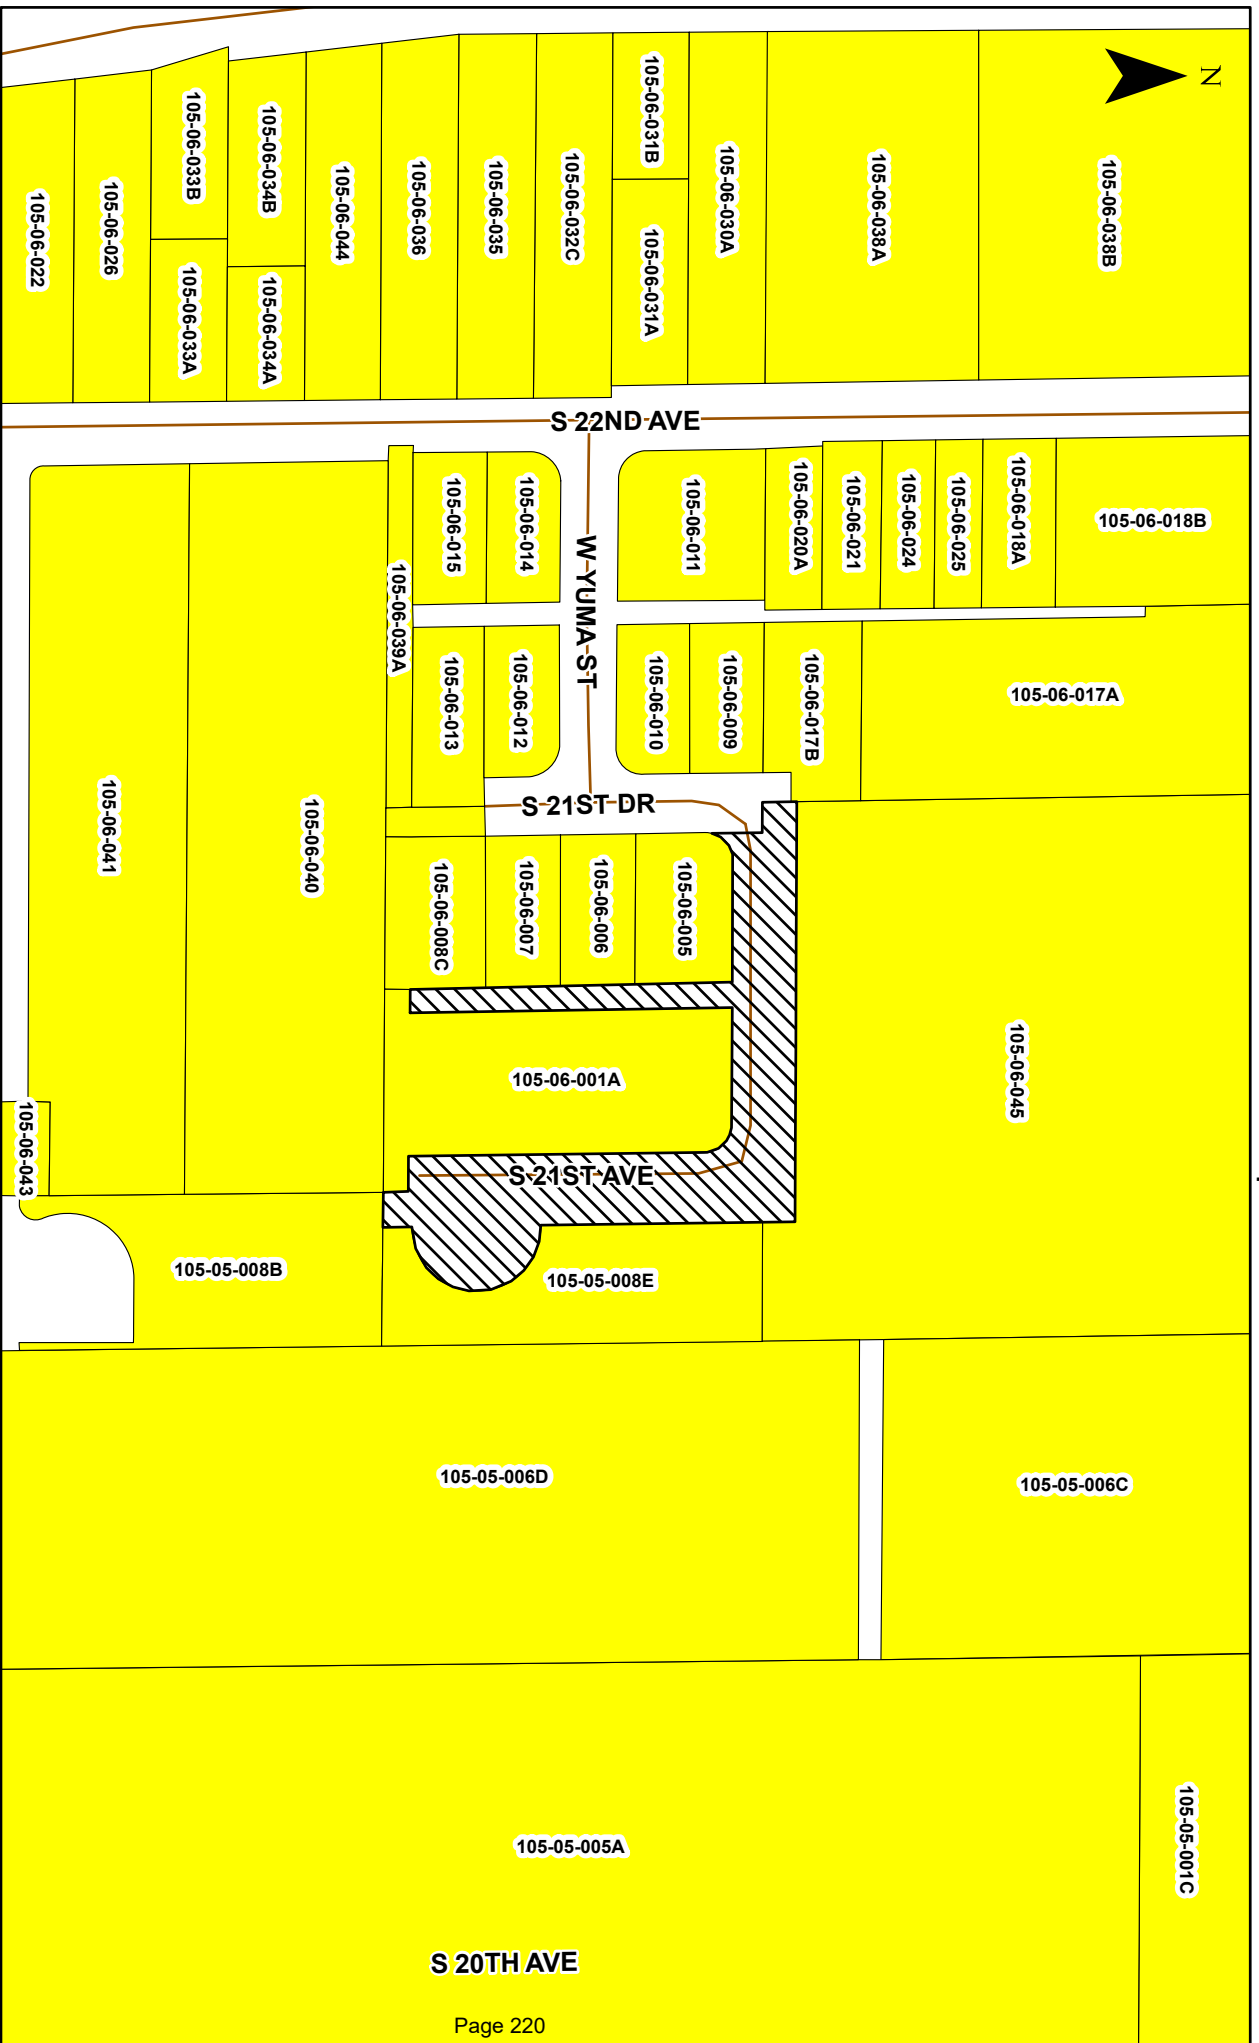 N
105-06-022
105-06-026
105-06-033B
105-06-033A
105-06-034B
105-06-034A
105-06-044
105-06-036
105-06-035
105-06-032C
105-06-031B
105-06-031A
105-06-030A
105-06-038A
105-06-038B
S 22ND AVE
105-06-015
105-06-014
W YUMA ST
105-06-011
105-06-020A
105-06-021
105-06-024
105-06-025
105-06-018A
105-06-018B
105-06-039A
105-06-013
105-06-012
105-06-010
105-06-009
105-06-017B
105-06-017A
105-06-041
105-06-040
S 21ST DR
105-06-008C
105-06-007
105-06-006
105-06-005
105-06-045
105-06-001A
105-06-043
S 21ST AVE
105-05-008B
105-05-008E
105-05-006D
105-05-006C
105-05-005A
105-05-001C
S 20TH AVE
Page 220